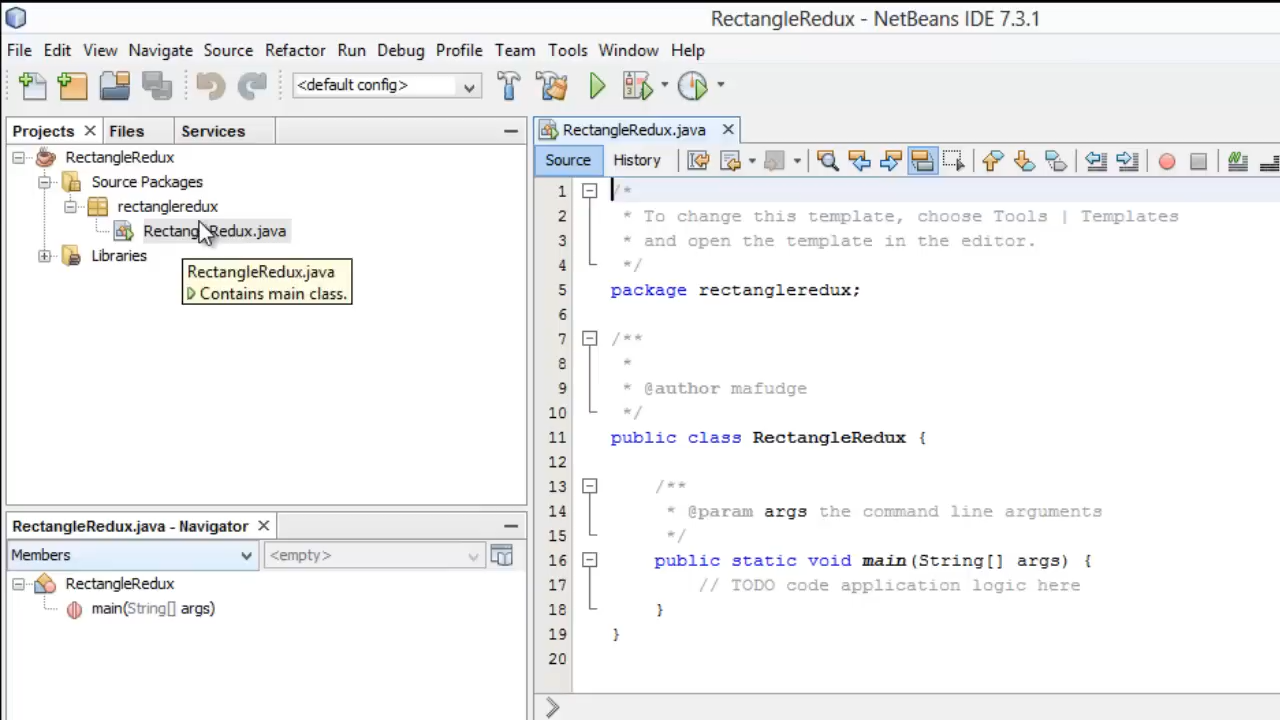 RectangleRedux - NetBeans IDE 7.3.1
File Edit View Navigate Source Refactor Run Debug Profile Team Tools Window Help
<default config>
Projects Files Services
RectangleRedux
Source Packages
rectangleredux
RectangleRedux.java
Libraries
RectangleRedux.java
Contains main class.
RectangleRedux.java - Navigator
Members <empty>
RectangleRedux
main(String[] args)
RectangleRedux.java
Source History
1 /*
2 * To change this template, choose Tools | Templates
3 * and open the template in the editor.
4 */
5 package rectangleredux;
6
7 /**
8 *
9 * @author mafudge
10 */
11 public class RectangleRedux {
12
13 /**
14 * @param args the command line arguments
15 */
16 public static void main(String[] args) {
17 // TODO code application logic here
18 }
19 }
20